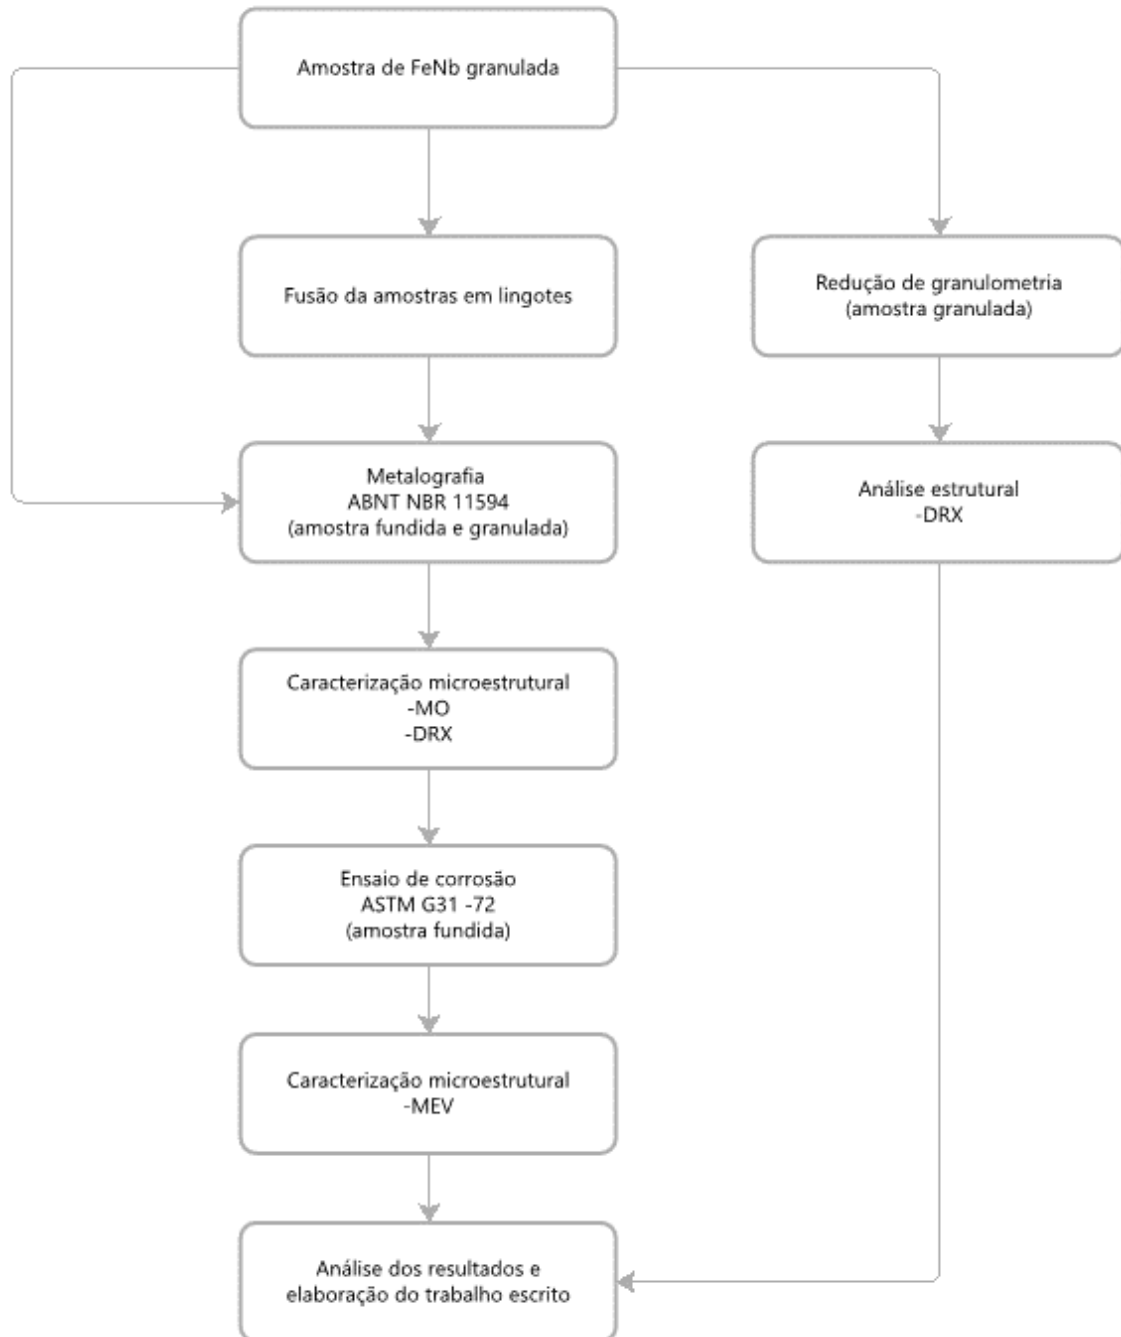 Amostra de FeNb granulada
Fusão da amostras em lingotes
Redução de granulometria
(amostra granulada)
Metalografia
ABNT NBR 11594
(amostra fundida e granulada)
Análise estrutural
-DRX
Caracterização microestrutural
-MO
-DRX
Ensaio de corrosão
ASTM G31 -72
(amostra fundida)
Caracterização microestrutural
-MEV
Análise dos resultados e
elaboração do trabalho escrito